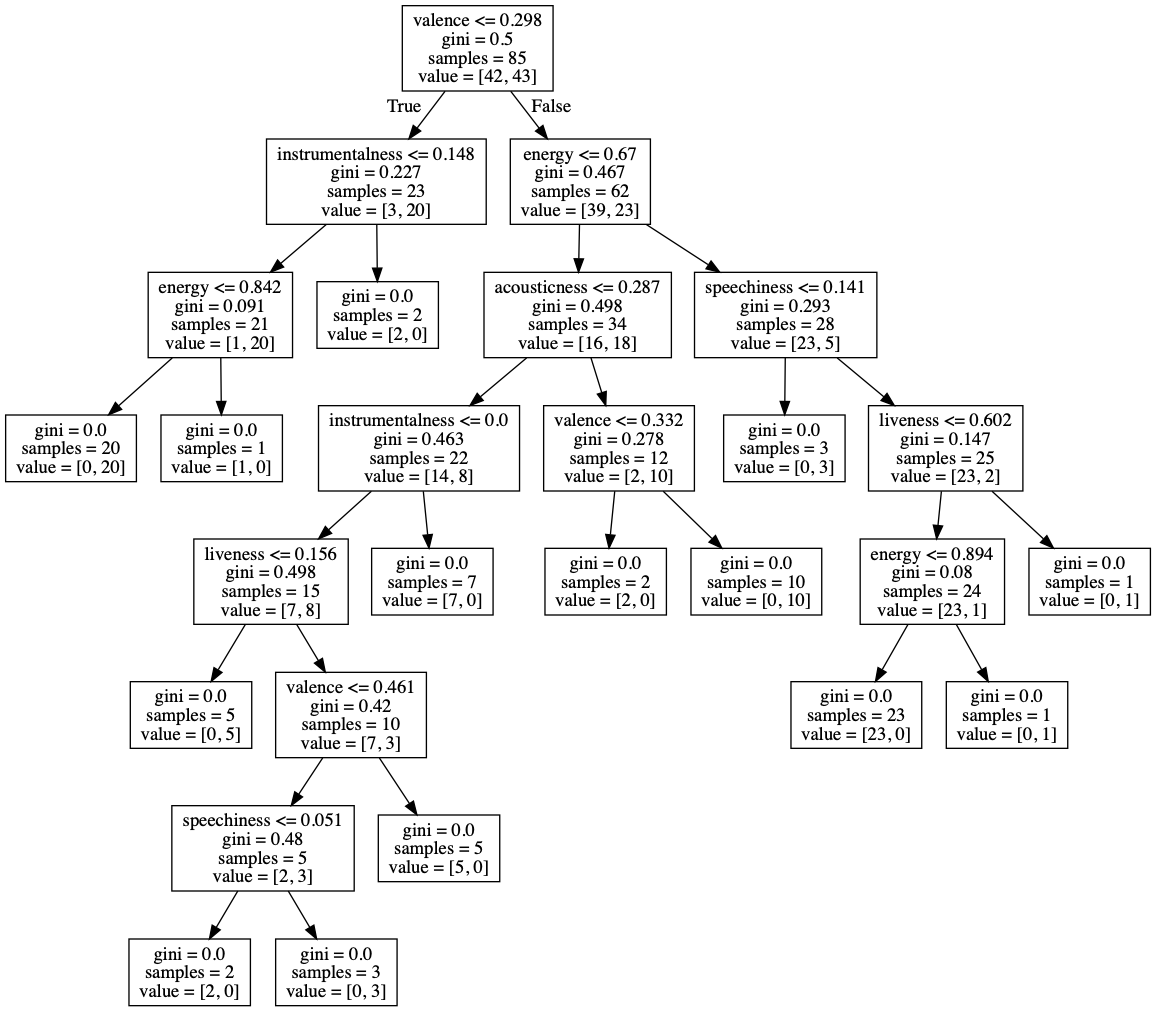 valence <= 0.298
gini = 0.5
samples = 85
value = [42, 43]
True
False
instrumentalness <= 0.148
gini = 0.227
samples = 23
value = [3, 20]
energy <= 0.67
gini = 0.467
samples = 62
value = [39, 23]
energy <= 0.842
gini = 0.091
samples = 21
value = [1, 20]
gini = 0.0
samples = 2
value = [2, 0]
acousticness <= 0.287
gini = 0.498
samples = 34
value = [16, 18]
speechiness <= 0.141
gini = 0.293
samples = 28
value = [23, 5]
gini = 0.0
samples = 20
value = [0, 20]
gini = 0.0
samples = 1
value = [1, 0]
instrumentalness <= 0.0
gini = 0.463
samples = 22
value = [14, 8]
valence <= 0.332
gini = 0.278
samples = 12
value = [2, 10]
gini = 0.0
samples = 3
value = [0, 3]
liveness <= 0.602
gini = 0.147
samples = 25
value = [23, 2]
liveness <= 0.156
gini = 0.498
samples = 15
value = [7, 8]
gini = 0.0
samples = 7
value = [7, 0]
gini = 0.0
samples = 2
value = [2, 0]
gini = 0.0
samples = 10
value = [0, 10]
energy <= 0.894
gini = 0.08
samples = 24
value = [23, 1]
gini = 0.0
samples = 1
value = [0, 1]
gini = 0.0
samples = 5
value = [0, 5]
valence <= 0.461
gini = 0.42
samples = 10
value = [7, 3]
gini = 0.0
samples = 23
value = [23, 0]
gini = 0.0
samples = 1
value = [0, 1]
speechiness <= 0.051
gini = 0.48
samples = 5
value = [2, 3]
gini = 0.0
samples = 5
value = [5, 0]
gini = 0.0
samples = 2
value = [2, 0]
gini = 0.0
samples = 3
value = [0, 3]